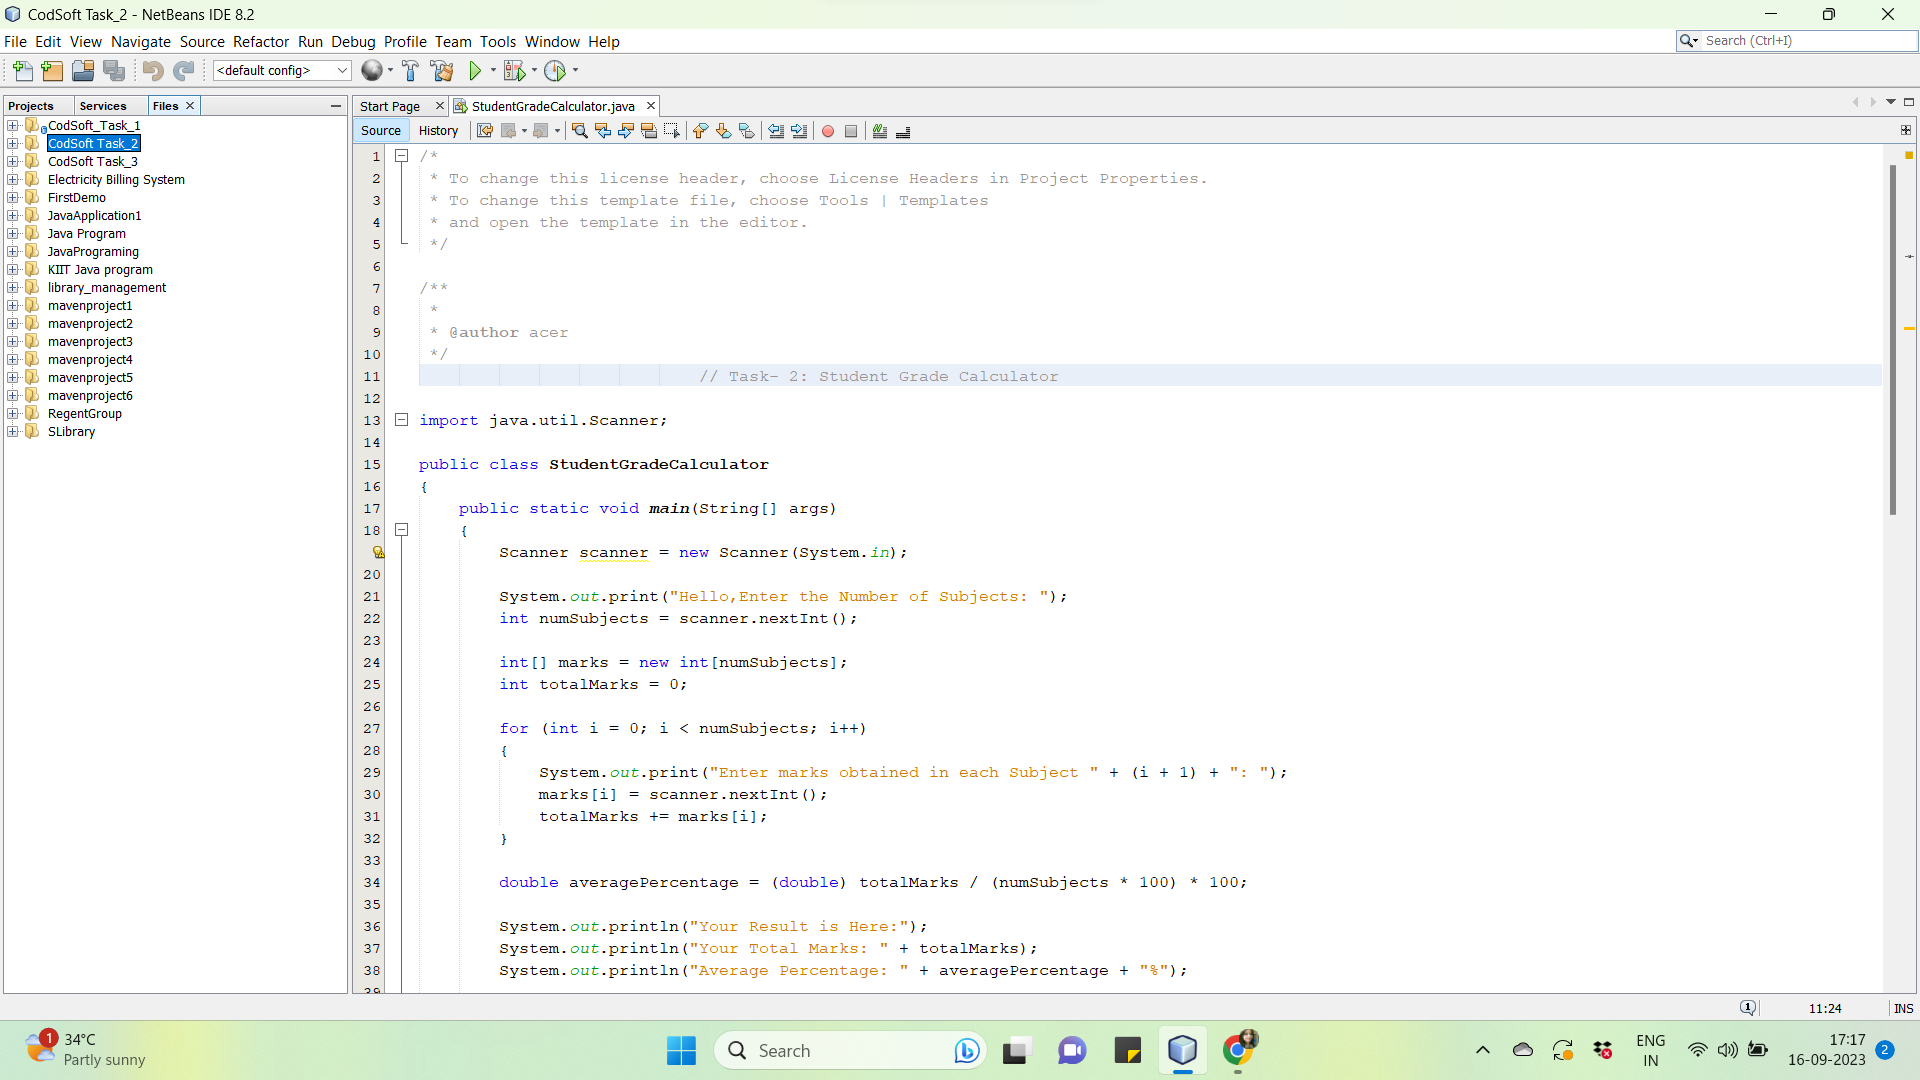 CodSoft Task_2 - NetBeans IDE 8.2
File Edit View Navigate Source Refactor Run Debug Profile Team Tools Window Help
Search (Ctrl+I)
<default config>
Projects Services Files
CodSoft_Task_1
CodSoft Task_2
CodSoft Task_3
Electricity Billing System
FirstDemo
JavaApplication1
Java Program
JavaPrograming
KIIT Java program
library_management
mavenproject1
mavenproject2
mavenproject3
mavenproject4
mavenproject5
mavenproject6
RegentGroup
SLibrary
Start Page StudentGradeCalculator.java
Source History
1 /*
2 * To change this license header, choose License Headers in Project Properties.
3 * To change this template file, choose Tools | Templates
4 * and open the template in the editor.
5 */
6
7 /**
8 *
9 * @author acer
10 */
11 // Task- 2: Student Grade Calculator
12
13 import java.util.Scanner;
14
15 public class StudentGradeCalculator
16 {
17 public static void main(String[] args)
18 {
Scanner scanner = new Scanner(System.in);
20
21 System.out.print("Hello,Enter the Number of Subjects: ");
22 int numSubjects = scanner.nextInt();
23
24 int[] marks = new int[numSubjects];
25 int totalMarks = 0;
26
27 for (int i = 0; i < numSubjects; i++)
28 {
29 System.out.print("Enter marks obtained in each Subject " + (i + 1) + ": ");
30 marks[i] = scanner.nextInt();
31 totalMarks += marks[i];
32 }
33
34 double averagePercentage = (double) totalMarks / (numSubjects * 100) * 100;
35
36 System.out.println("Your Result is Here:");
37 System.out.println("Your Total Marks: " + totalMarks);
38 System.out.println("Average Percentage: " + averagePercentage + "%");
39
1 11:24 INS
1
34°C
Partly sunny
Search
ENG
IN
17:17
16-09-2023
2